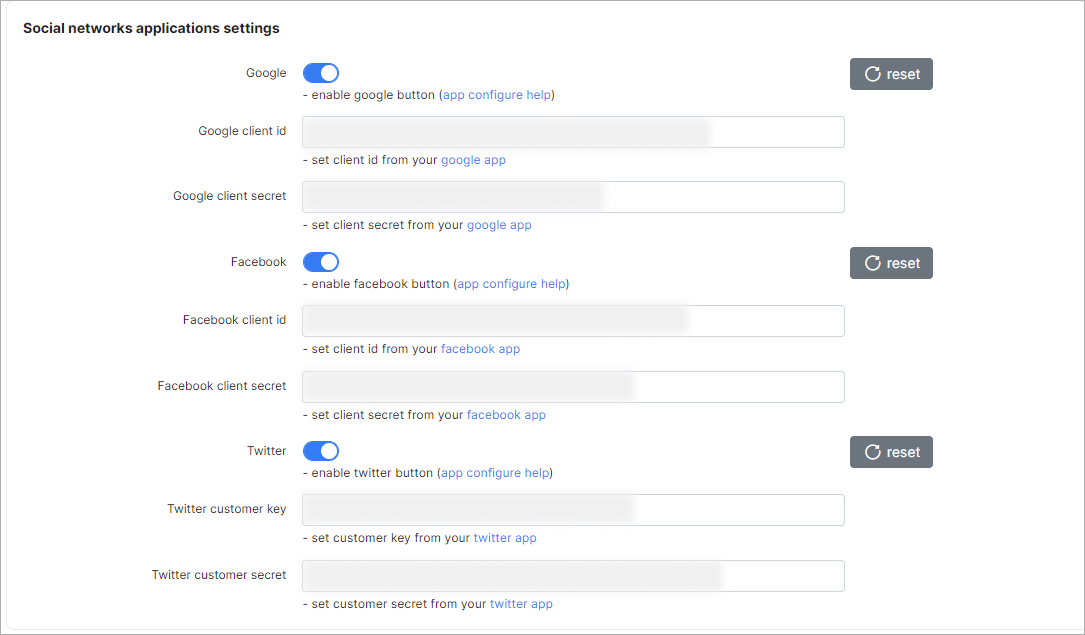 Social networks applications settings
Google
reset
- enable google button (app configure help)
Google client id
- set client id from your google app
Google client secret
- set client secret from your google app
Facebook
reset
- enable facebook button (app configure help)
Facebook client id
- set client id from your facebook app
Facebook client secret
- set client secret from your facebook app
Twitter
reset
- enable twitter button (app configure help)
Twitter customer key
- set customer key from your twitter app
Twitter customer secret
- set customer secret from your twitter app